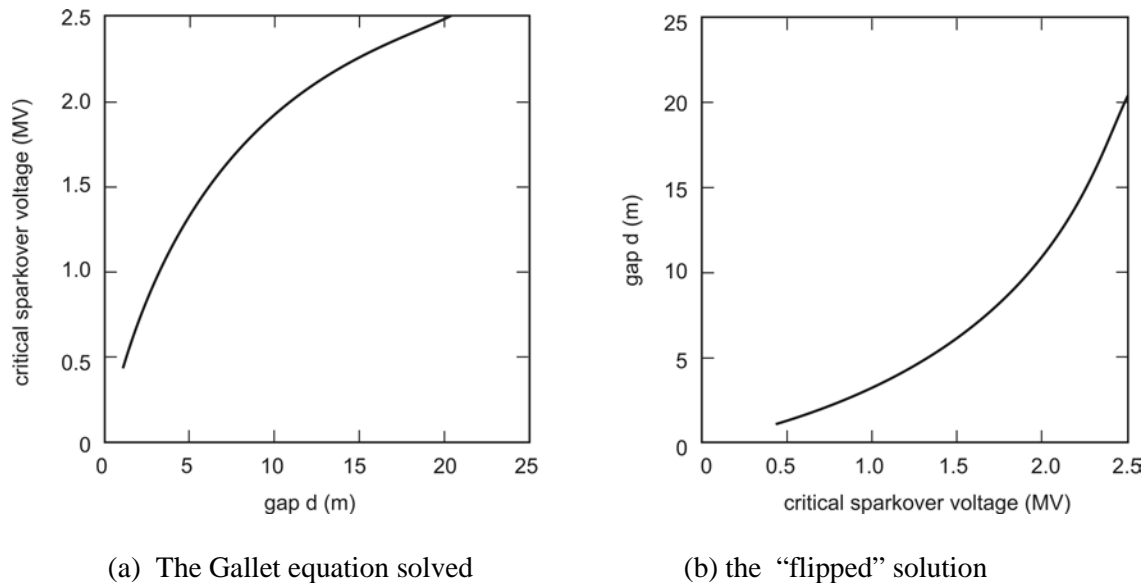 2.5
2.0
1.5
1.0
0.5
0
critical sparkover voltage (MV)
0 5 10 15 20 25
gap d (m)
25
20
15
10
5
0
gap d (m)
0 0.5 1.0 1.5 2.0 2.5
critical sparkover voltage (MV)
(a) The Gallet equation solved
(b) the “flipped” solution